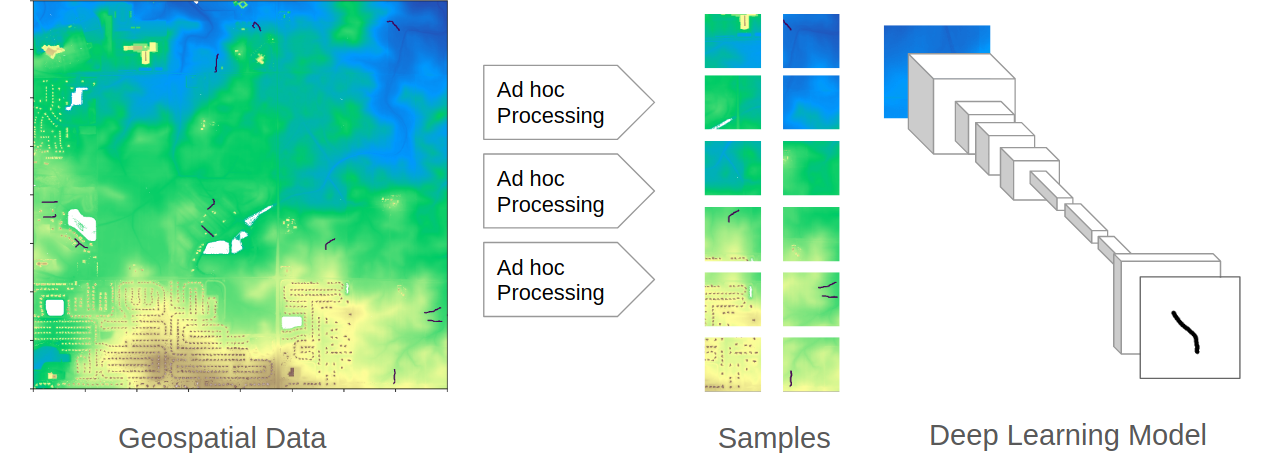 Ad hoc
Processing
Ad hoc
Processing
Ad hoc
Processing
Geospatial Data
Samples
Deep Learning Model